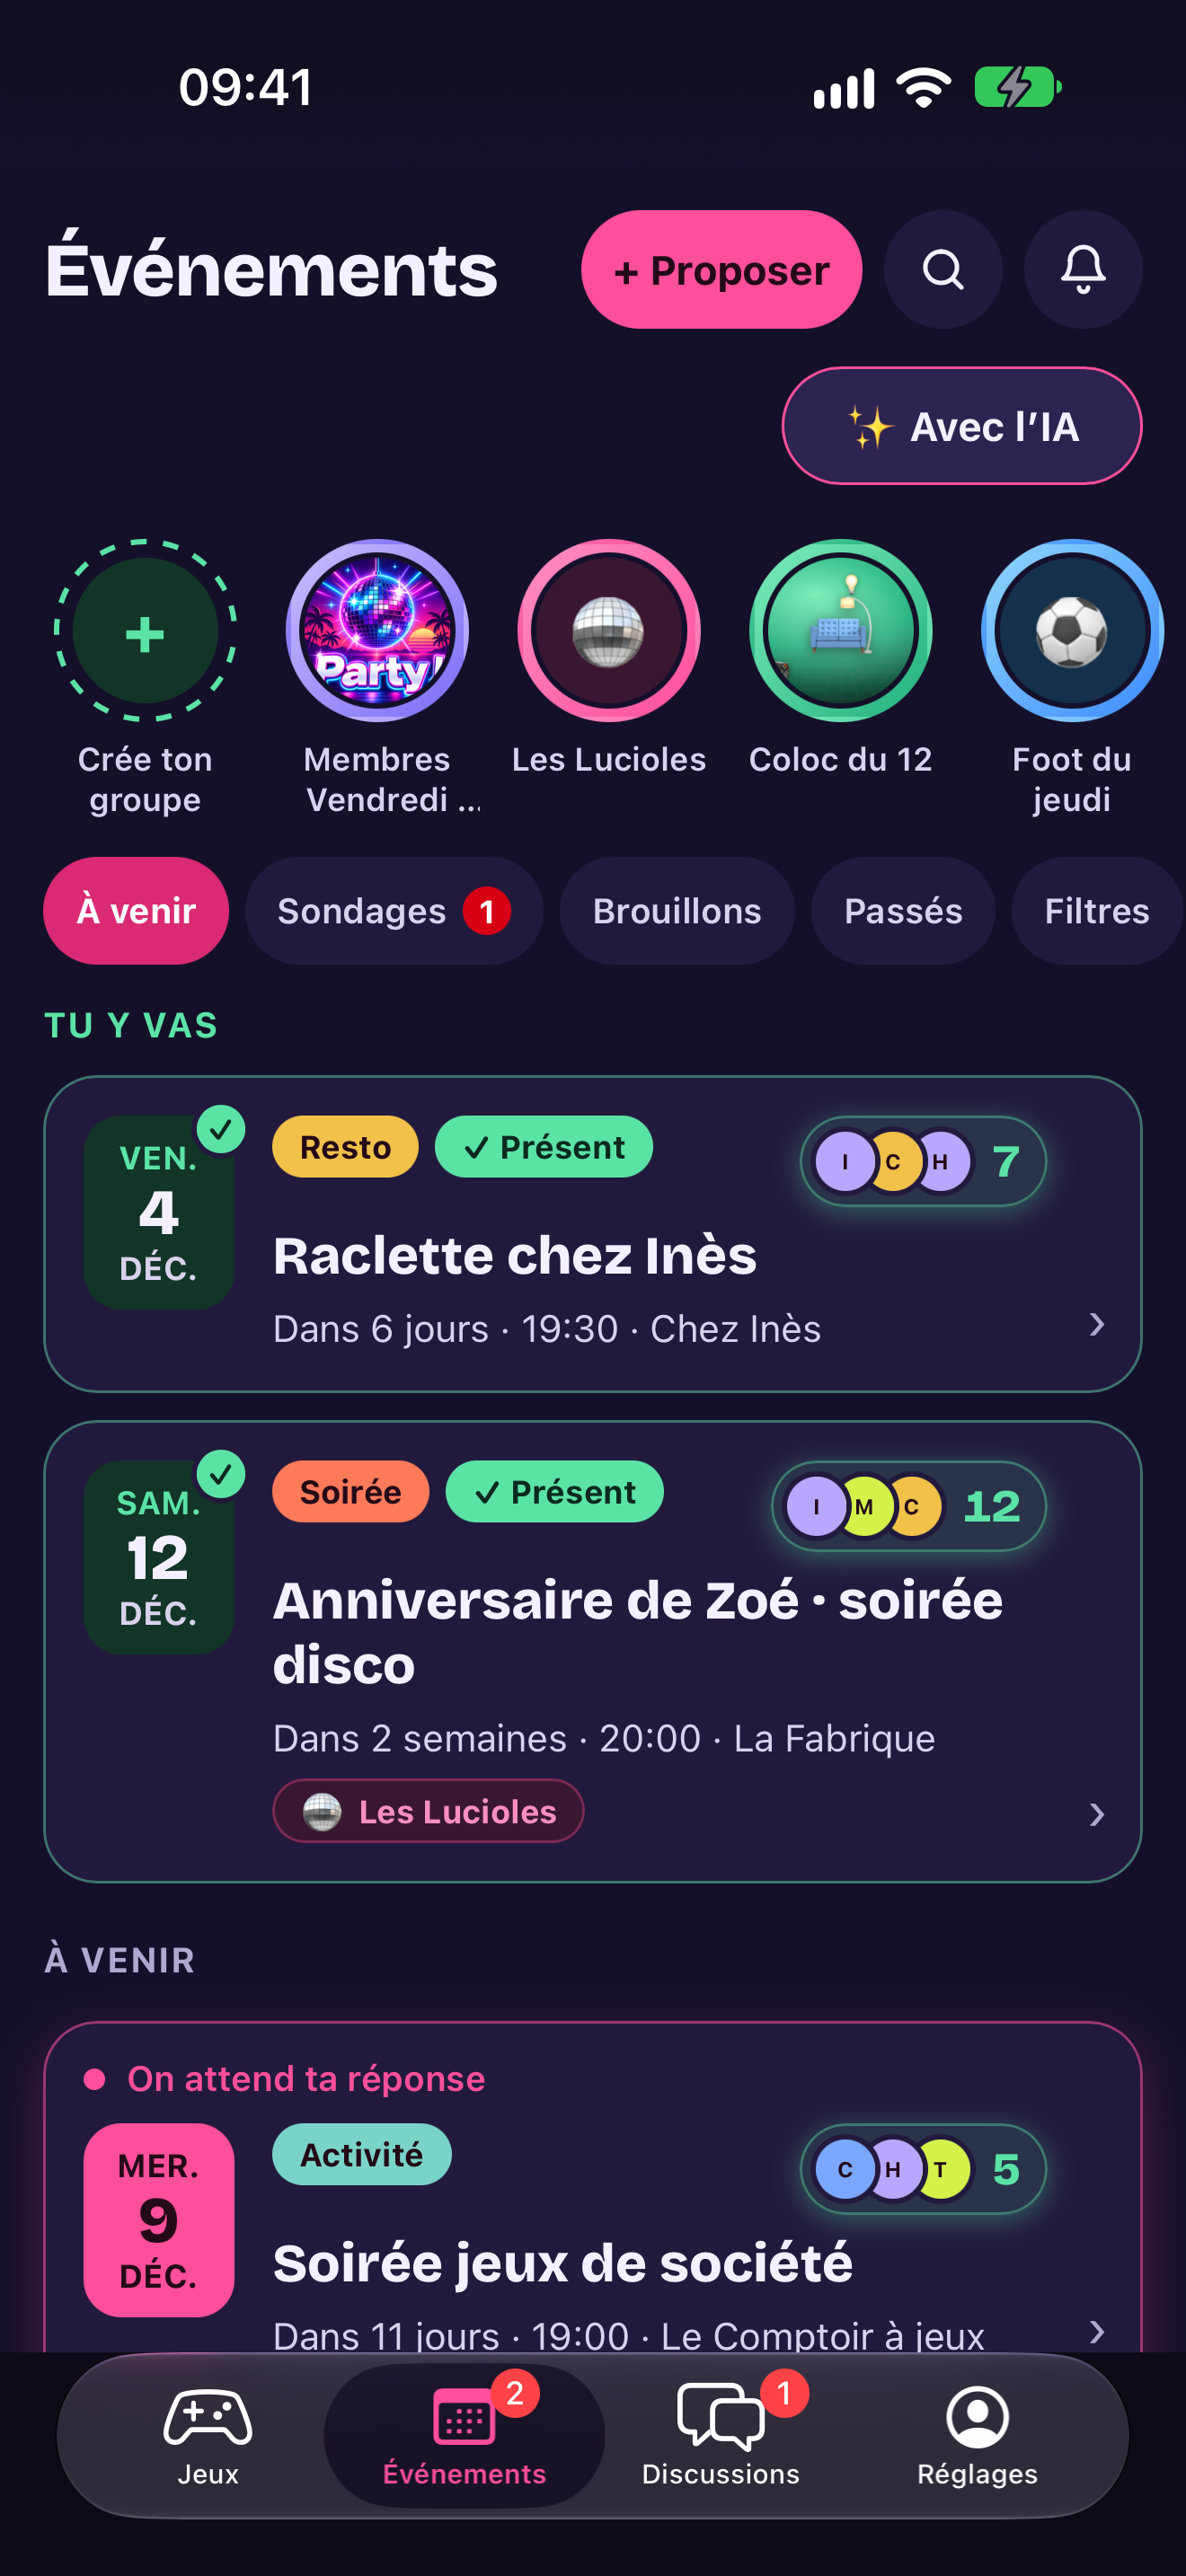 09:41
Événements
+ Proposer
✨ Avec l’IA
+
Party!
Crée ton
groupe
Membres
Vendredi ...
Les Lucioles
Coloc du 12
Foot du
jeudi
À venir
Sondages 1
Brouillons
Passés
Filtres
TU Y VAS
VEN.
4
DÉC.
Resto
✓ Présent
I C H 7
Raclette chez Inès
Dans 6 jours · 19:30 · Chez Inès
SAM.
12
DÉC.
Soirée
✓ Présent
I M C 12
Anniversaire de Zoé · soirée
disco
Dans 2 semaines · 20:00 · La Fabrique
Les Lucioles
À VENIR
On attend ta réponse
MER.
9
DÉC.
Activité
C H T 5
Soirée jeux de société
Dans 11 jours · 19:00 · Le Comptoir à jeux
2
1
Jeux
Événements
Discussions
Réglages